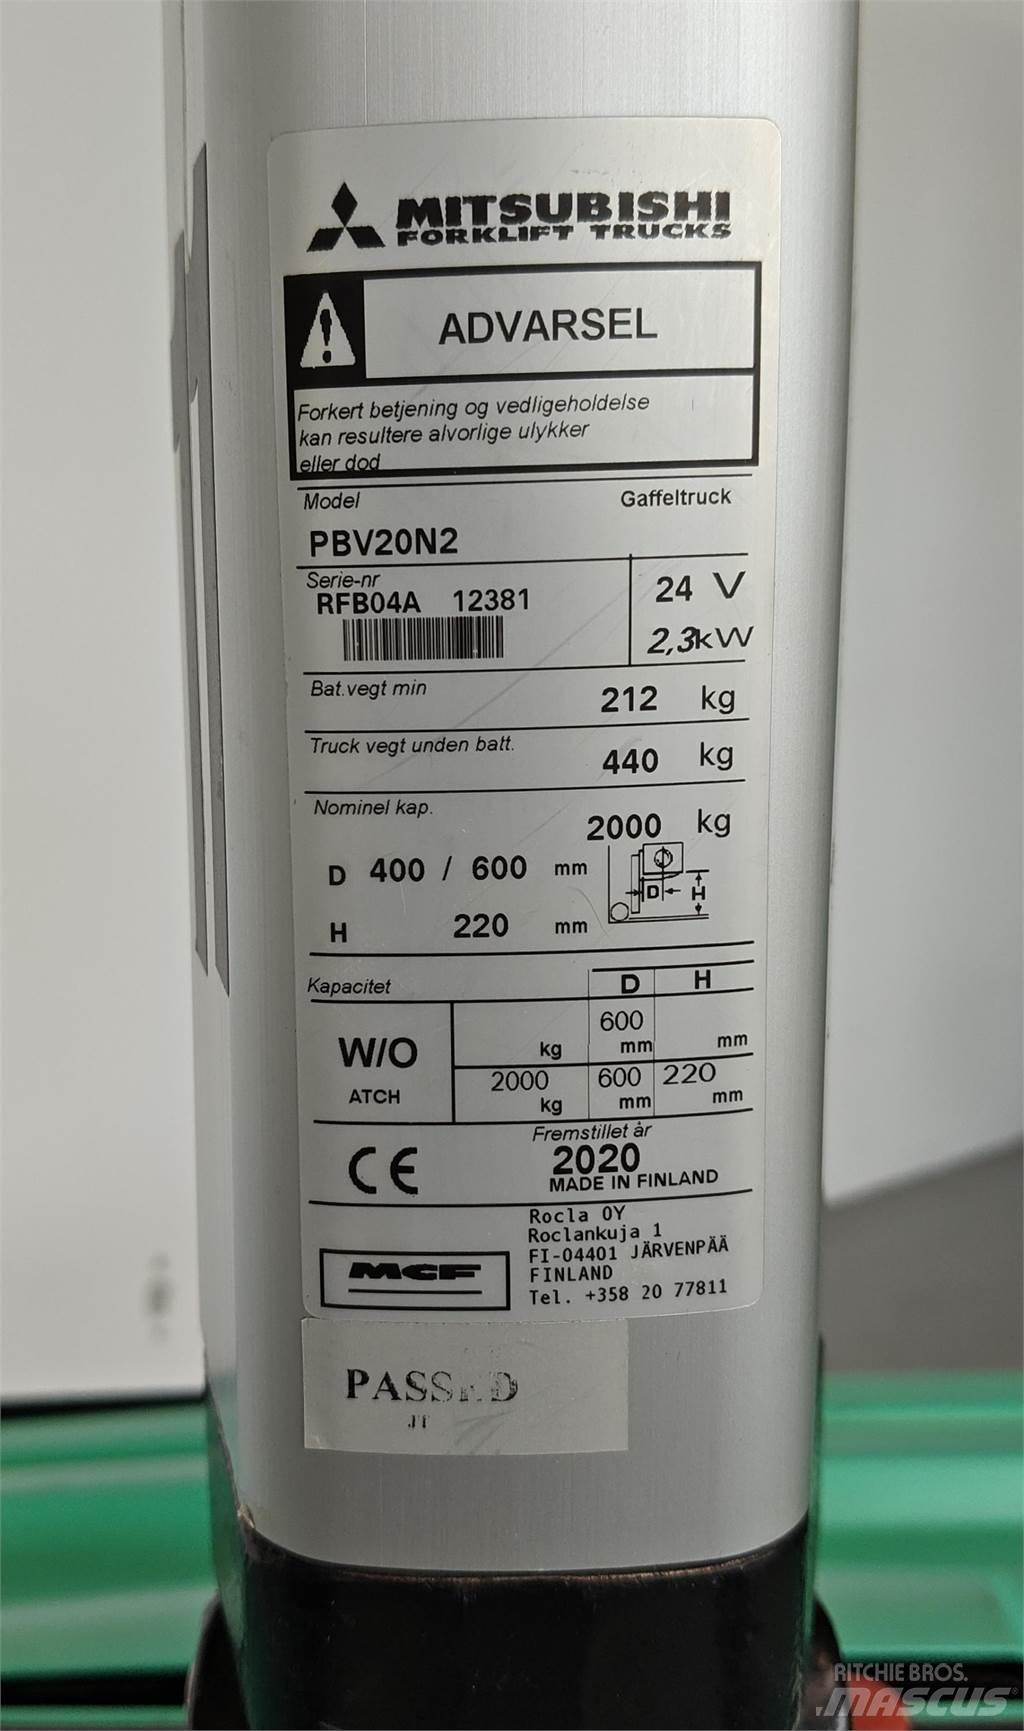 MITSUBISHI
FORKLIFT TRUCKS
ADVARSEL
Forkert betjening og vedligeholdelse
kan resultere alvorlige ulykker
eller dod
Model Gaffeltruck
PBV20N2
Serie-nr
RFB04A 12381
24 V
2,3kW
Bat.vegt min 212 kg
Truck vegt unden batt. 440 kg
Nominel kap. 2000 kg
D 400 / 600 mm
D H
H 220 mm
Kapacitet D H
W/O
ATCH
600
kg mm mm
2000 600 220
kg mm mm
CE
Fremstillet år
2020
MADE IN FINLAND
MCF
Rocla OY
Roclankuja 1
FI-04401 JÄRVENPÄÄ
FINLAND
Tel. +358 20 77811
PASSED
JT
RITCHIE BROS.
MASCUS